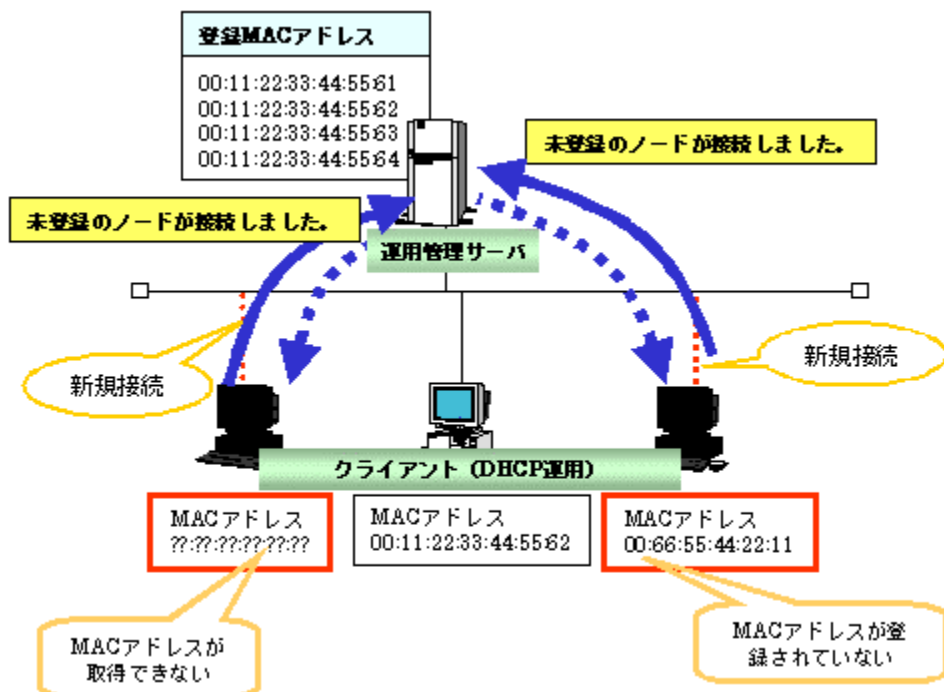 登録MACアドレス
00:11:22:33:44:55:61
00:11:22:33:44:55:62
00:11:22:33:44:55:63
00:11:22:33:44:55:64
未登録のノードが接続しました。
未登録のノードが接続しました。
運用管理サーバ
新規接続
新規接続
クライアント（DHCP運用）
MACアドレス
??:??:??:??:??:??
MACアドレス
00:11:22:33:44:55:62
MACアドレス
00:66:55:44:22:11
MACアドレスが
取得できない
MACアドレスが登
録されていない